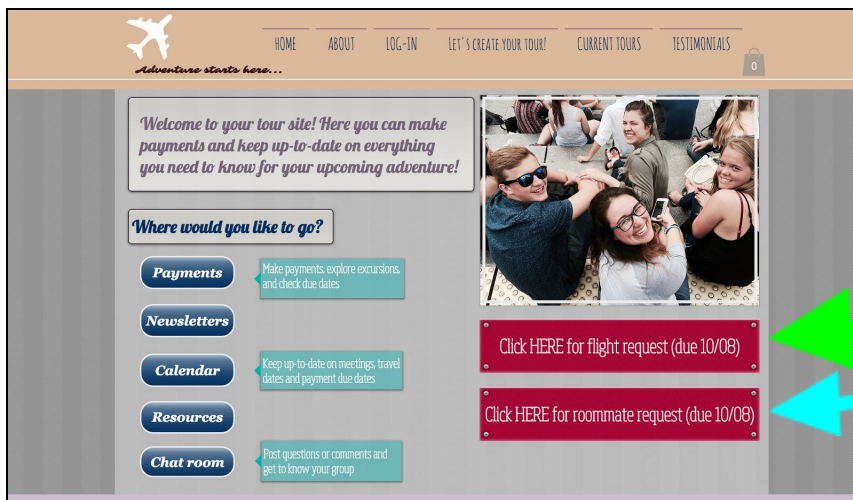 HOME
ABOUT
LOG-IN
LET'S CREATE YOUR TOUR!
CURRENT TOURS
TESTIMONIALS
0
Adventure starts here...
Welcome to your tour site! Here you can make
payments and keep up-to-date on everything
you need to know for your upcoming adventure!
Where would you like to go?
Payments
Make payments, explore excursions,
and check due dates
Newsletters
Calendar
Keep up-to-date on meetings, travel
dates and payment due dates
Resources
Chat room
Post questions or comments and
get to know your group
Click HERE for flight request (due 10/08)
Click HERE for roommate request (due 10/08)